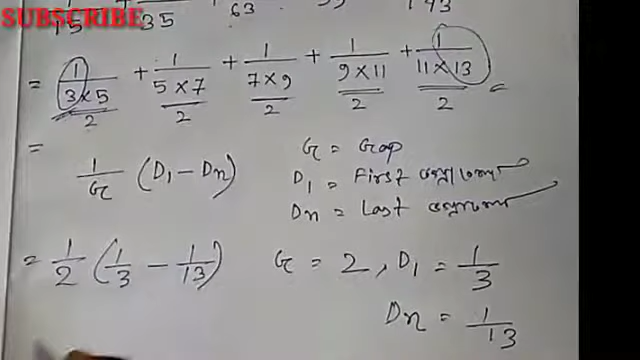 SUBSCRIBE
15 35 63 143
= 1/(3×5) + 1/(5×7) + 1/(7×9) + 1/(9×11) + 1/(11×13) =
2 2 2 2 2
=
1/G (D1 - Dn) G = Gap
D1 = First
Dn = Last
= 1/2 (1/3 - 1/13) G = 2, D1 = 1/3
Dn = 1/13